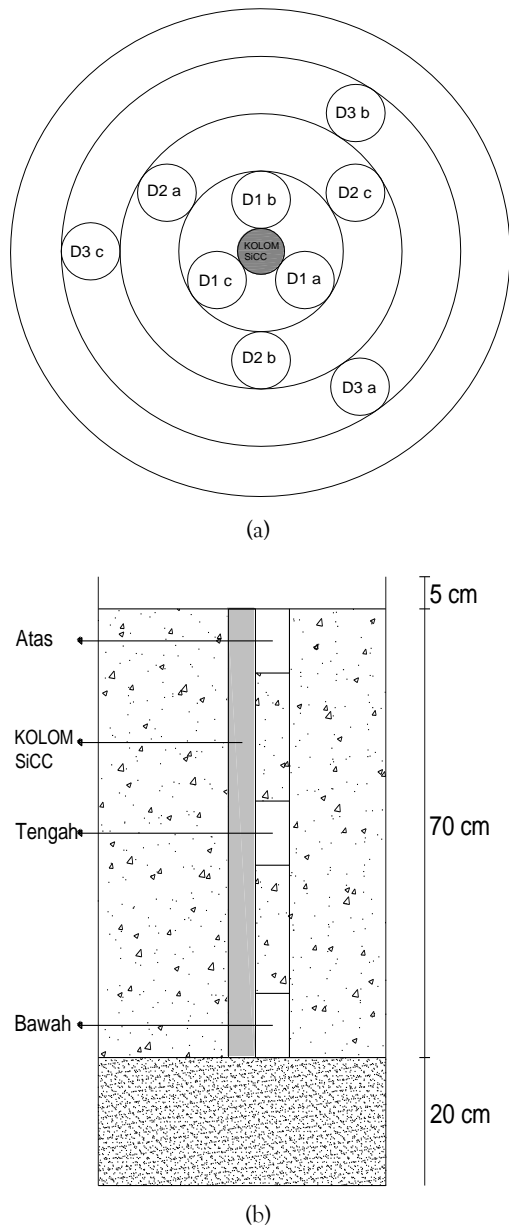 D3 b
D2 a
D2 c
D1 b
D3 c
KOLOM
SiCC
D1 c
D1 a
D2 b
D3 a
(a)
5 cm
Atas
KOLOM
SiCC
70 cm
Tengah
Bawah
20 cm
(b)